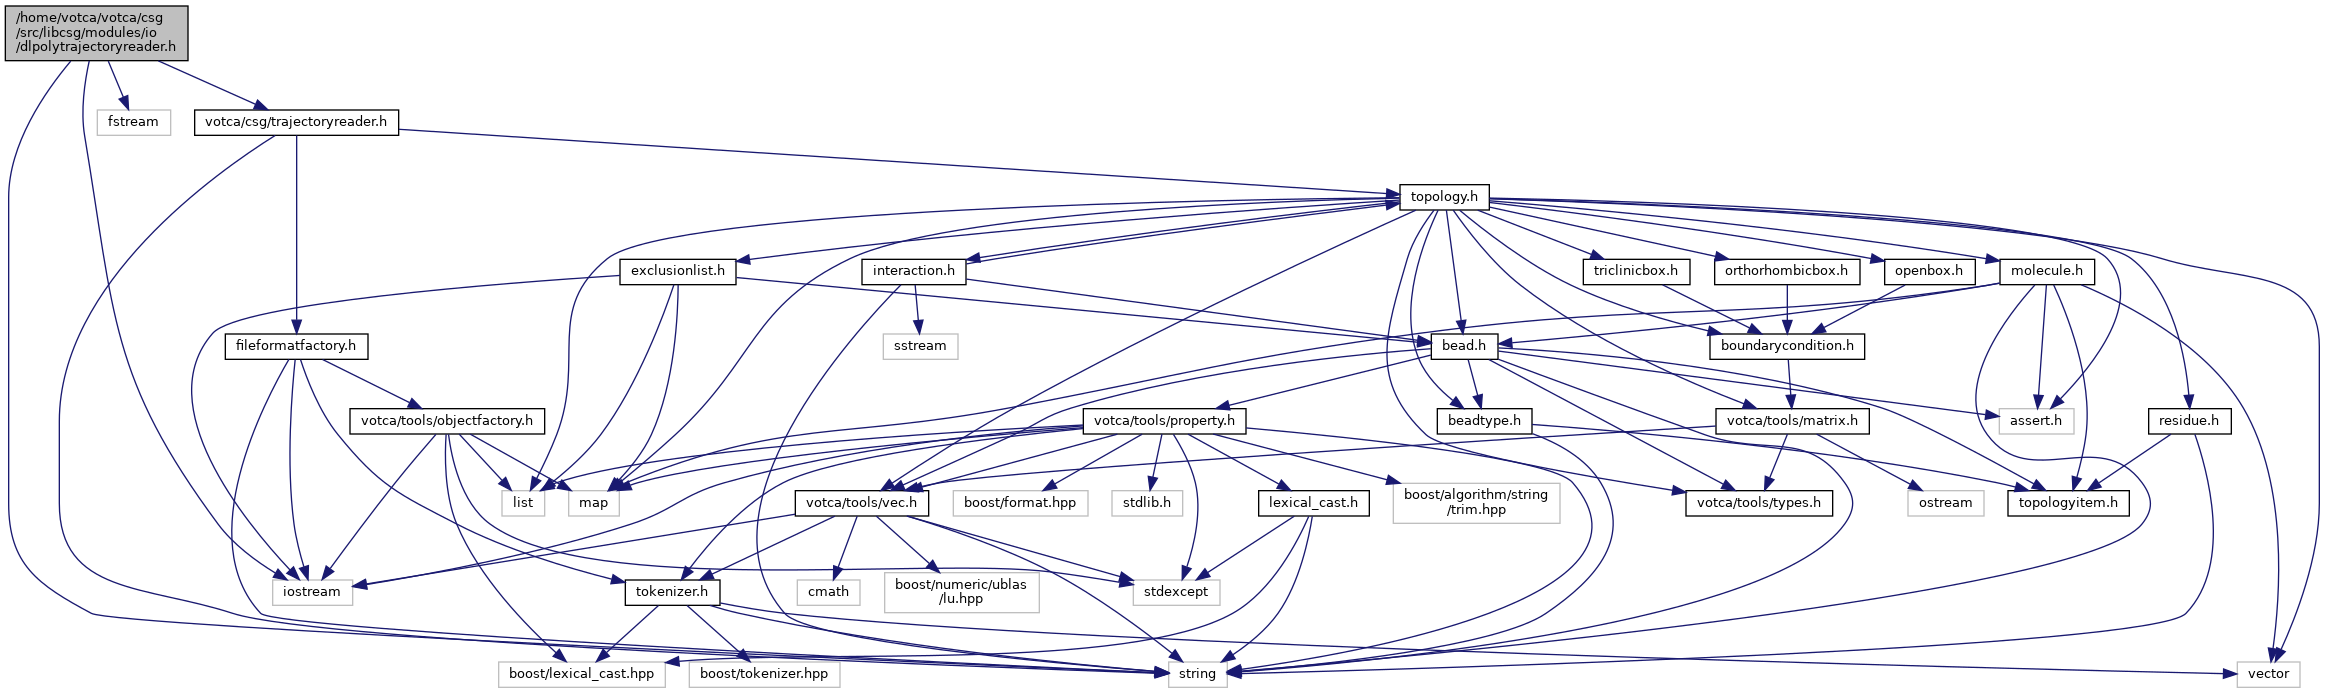 /home/votca/votca/csg
/src/libcsg/modules/io
/dlpolytrajectoryreader.h
fstream
votca/csg/trajectoryreader.h
topology.h
exclusionlist.h
interaction.h
triclinicbox.h
orthorhombicbox.h
openbox.h
molecule.h
fileformatfactory.h
sstream
bead.h
boundarycondition.h
votca/tools/objectfactory.h
votca/tools/property.h
beadtype.h
votca/tools/matrix.h
assert.h
residue.h
list
map
votca/tools/vec.h
boost/format.hpp
stdlib.h
lexical_cast.h
boost/algorithm/string
/trim.hpp
votca/tools/types.h
ostream
topologyitem.h
iostream
tokenizer.h
cmath
boost/numeric/ublas
/lu.hpp
stdexcept
boost/lexical_cast.hpp
boost/tokenizer.hpp
string
vector